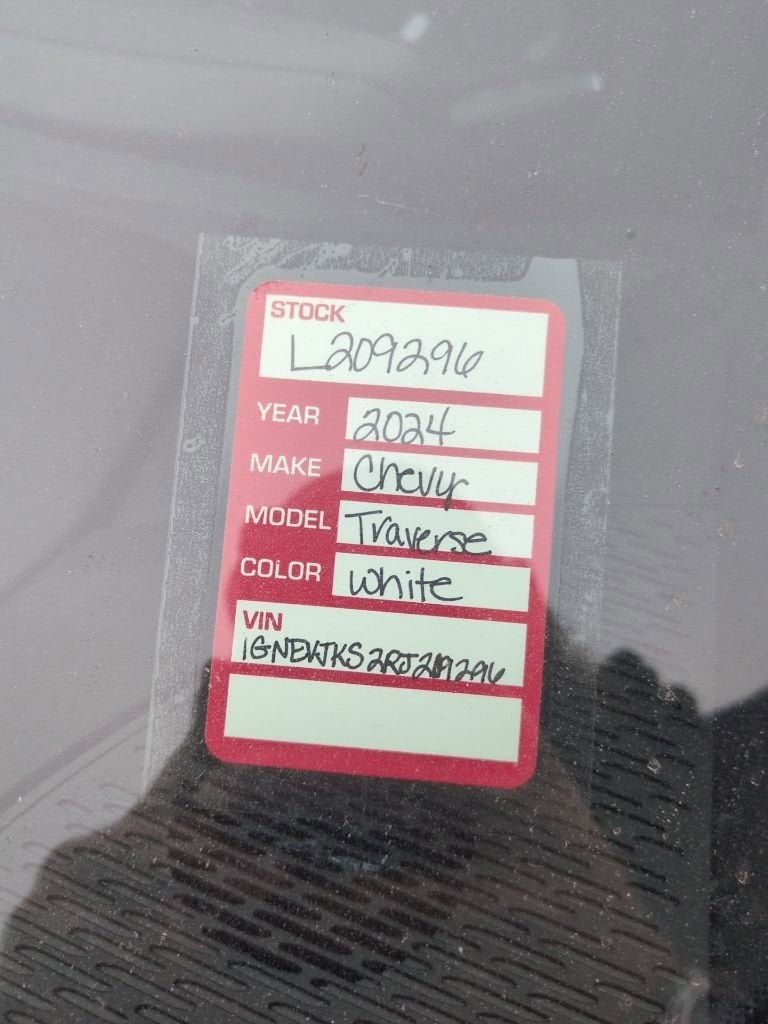 STOCK
L209296
YEAR 2024
MAKE Chevy
MODEL Traverse
COLOR White
VIN
1GNEVJKS2RJ209296